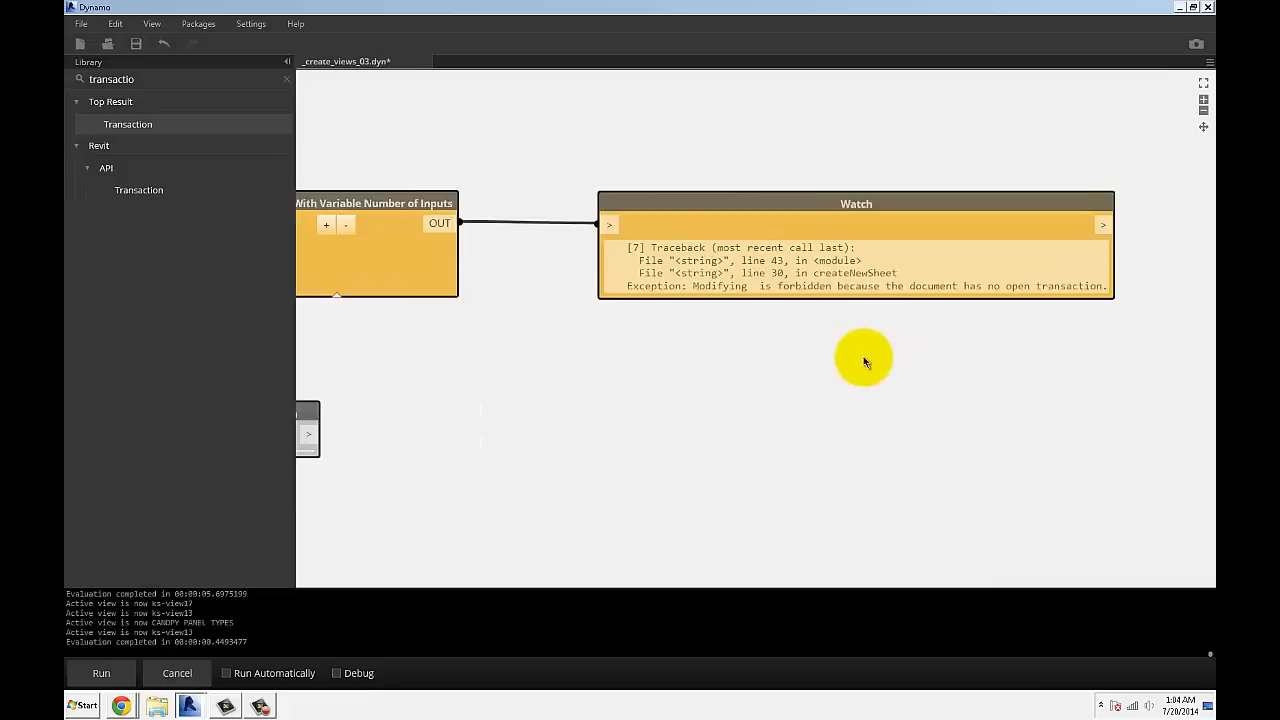 Dynamo
File Edit View Packages Settings Help
Library
_create_views_03.dyn*
transactio
Top Result
Transaction
Revit
API
Transaction
With Variable Number of Inputs
+ - OUT
Watch
> >
[7] Traceback (most recent call last):
File "<string>", line 43, in <module>
File "<string>", line 30, in createNewSheet
Exception: Modifying  is forbidden because the document has no open transaction.
>
Evaluation completed in 00:00:05.6975199
Active view is now ks-view17
Active view is now ks-view13
Active view is now CANOPY PANEL TYPES
Active view is now ks-view13
Evaluation completed in 00:00:00.4493477
Run Cancel Run Automatically Debug
Start
1:04 AM
7/20/2014